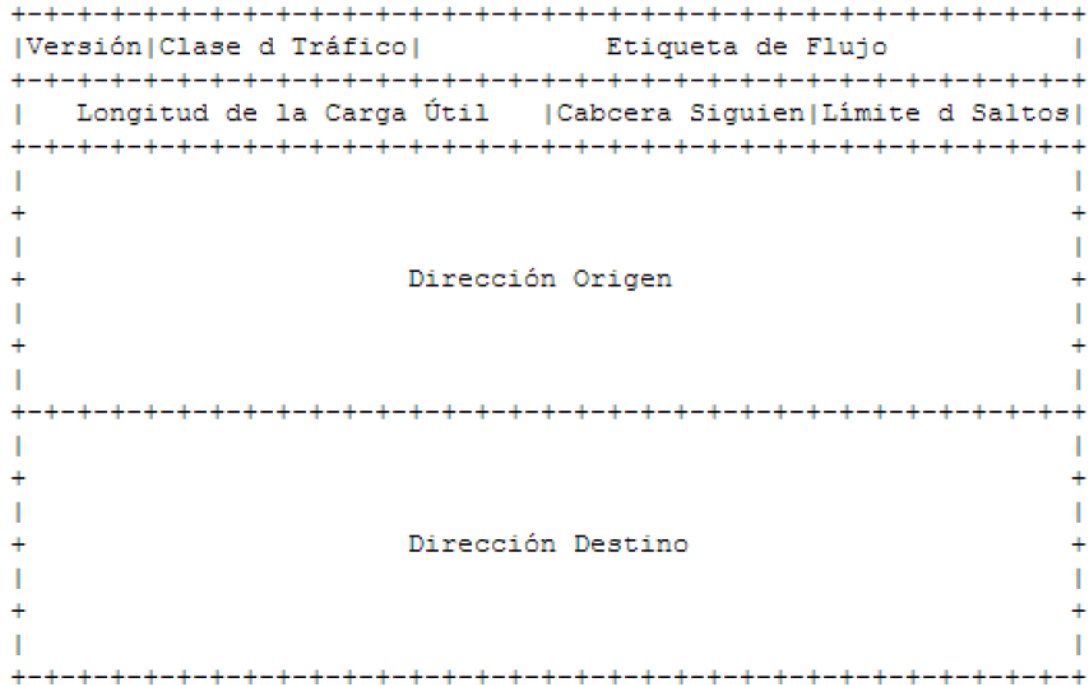 |Versión|Clase d Tráfico| Etiqueta de Flujo |
| Longitud de la Carga Útil |Cabcera Siguien|Límite d Saltos|
Dirección Origen
Dirección Destino